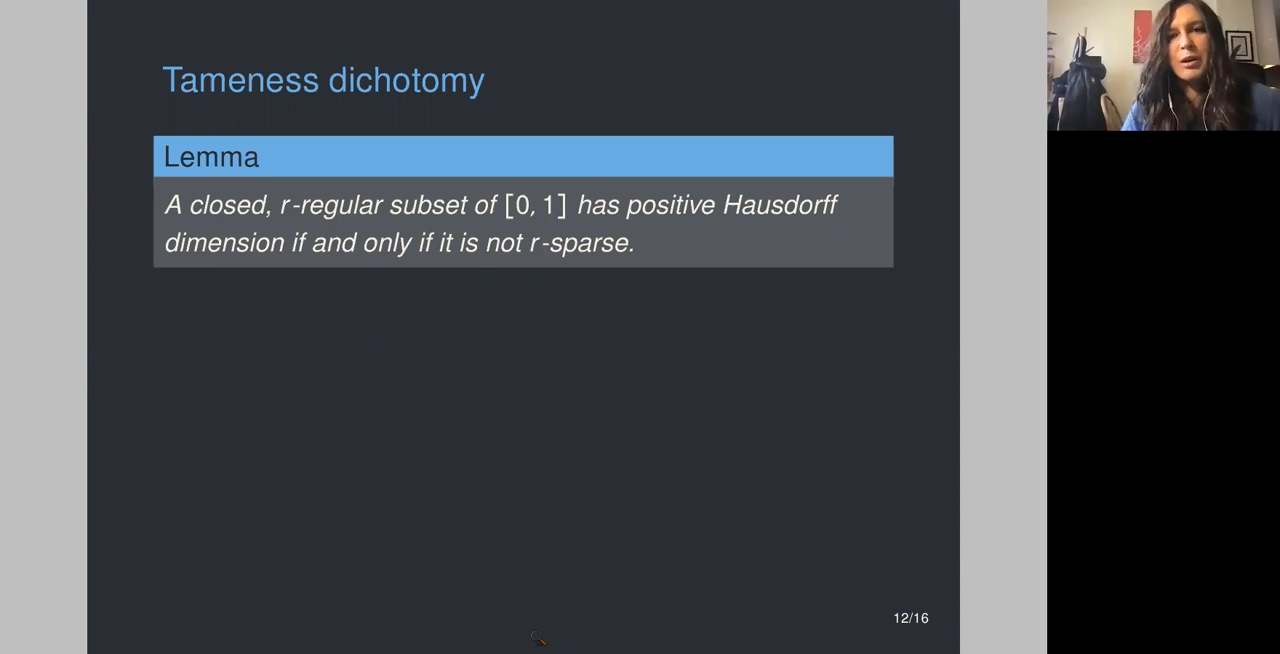 Tameness dichotomy
Lemma
A closed, r-regular subset of [0, 1] has positive Hausdorff
dimension if and only if it is not r-sparse.
12/16